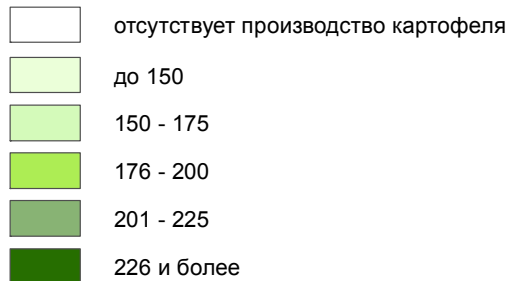 отсутствует производство картофеля
до 150
150 - 175
176 - 200
201 - 225
226 и более